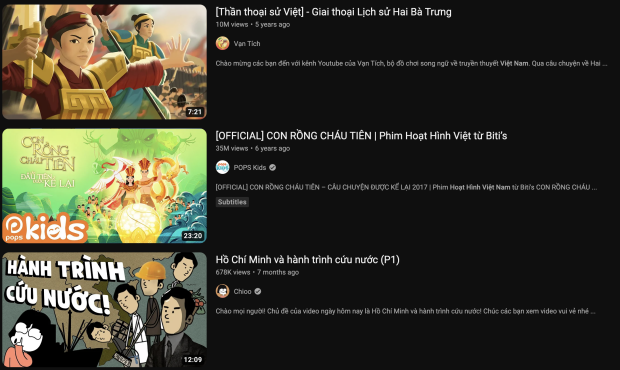 [Thần thoại sử Việt] - Giai thoại Lịch sử Hai Bà Trưng
10M views • 5 years ago
Vạn Tích
Chào mừng các bạn đến với kênh Youtube của Vạn Tích, bộ đồ chơi song ngữ về truyền thuyết Việt Nam. Qua câu chuyện về Hai ...
7:21
CON RỒNG
CHÁU TIÊN
ĐẦU TIÊN
KỂ LẠI
pops
kids
23:20
[OFFICIAL] CON RỒNG CHÁU TIÊN | Phim Hoạt Hình Việt từ Biti's
35M views • 6 years ago
POPS Kids
[OFFICIAL] CON RỒNG CHÁU TIÊN – CÂU CHUYỆN ĐƯỢC KỂ LẠI 2017 | Phim Hoạt Hình Việt Nam từ Biti's CON RỒNG CHÁU ...
Subtitles
HÀNH TRÌNH
CỨU NƯỚC!
12:09
Hồ Chí Minh và hành trình cứu nước (P1)
678K views • 7 months ago
Chioo
Chào mọi người! Chủ đề của video ngày hôm nay là Hồ Chí Minh và hành trình cứu nước! Chúc các bạn xem video vui vẻ nhé ...